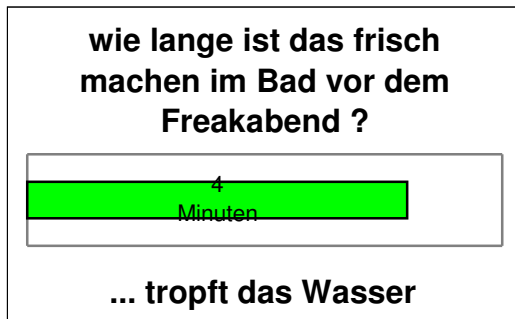 wie lange ist das frisch
machen im Bad vor dem
Freakabend ?
4
Minuten
... tropft das Wasser